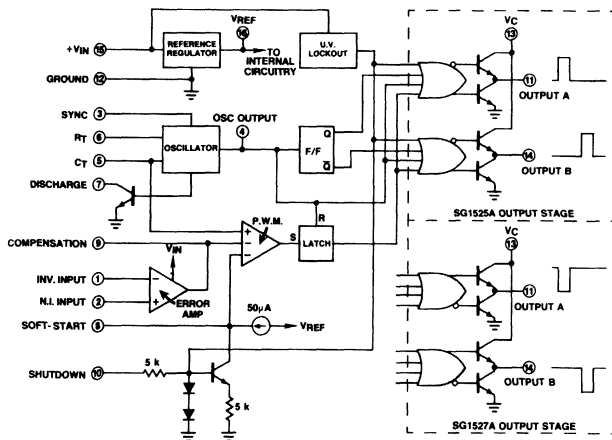 +VIN 15
REFERENCE REGULATOR
VREF
16
TO INTERNAL CIRCUITRY
U.V. LOCKOUT
GROUND 12
SYNC 3
RT 6
CT 5
DISCHARGE 7
OSCILLATOR
OSC OUTPUT
4
F/F
Q
Q̅
COMPENSATION 9
VIN
P.W.M.
+
−
−
S
R
LATCH
INV. INPUT 1
N.I. INPUT 2
−
+
ERROR AMP
SOFT-START 8
50μA
VREF
SHUTDOWN 10
5 k
5 k
VC
13
11
OUTPUT A
14
OUTPUT B
SG1525A OUTPUT STAGE
VC
13
11
OUTPUT A
14
OUTPUT B
SG1527A OUTPUT STAGE